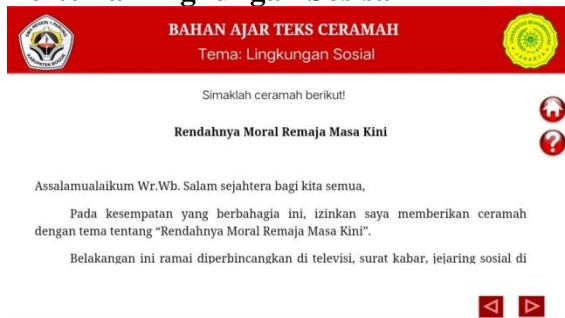 BAHAN AJAR TEKS CERAMAH
Tema: Lingkungan Sosial
Simaklah ceramah berikut!
Rendahnya Moral Remaja Masa Kini
Assalamualaikum Wr.Wb. Salam sejahtera bagi kita semua,
Pada kesempatan yang berbahagia ini, izinkan saya memberikan ceramah
dengan tema tentang “Rendahnya Moral Remaja Masa Kini”.
Belakangan ini ramai diperbincangkan di televisi, surat kabar, jejaring sosial di